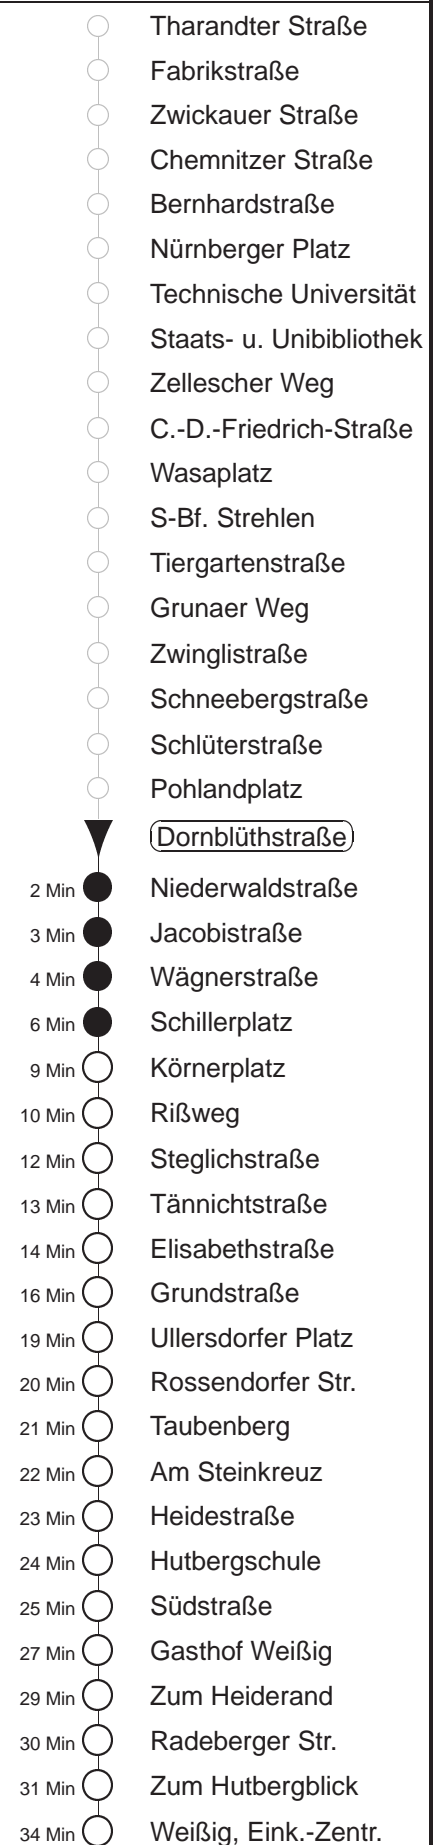 Tharandter Straße
Fabrikstraße
Zwickauer Straße
Chemnitzer Straße
Bernhardstraße
Nürnberger Platz
Technische Universität
Staats- u. Unibibliothek
Zellescher Weg
C.-D.-Friedrich-Straße
Wasaplatz
S-Bf. Strehlen
Tiergartenstraße
Grunaer Weg
Zwinglistraße
Schneebergstraße
Schlüterstraße
Pohlandplatz
Dornblüthstraße
2 Min Niederwaldstraße
3 Min Jacobistraße
4 Min Wägnerstraße
6 Min Schillerplatz
9 Min Körnerplatz
10 Min Rißweg
12 Min Steglichstraße
13 Min Tännichtstraße
14 Min Elisabethstraße
16 Min Grundstraße
19 Min Ullersdorfer Platz
20 Min Rossendorfer Str.
21 Min Taubenberg
22 Min Am Steinkreuz
23 Min Heidestraße
24 Min Hutbergschule
25 Min Südstraße
27 Min Gasthof Weißig
29 Min Zum Heiderand
30 Min Radeberger Str.
31 Min Zum Hutbergblick
34 Min Weißig, Eink.-Zentr.